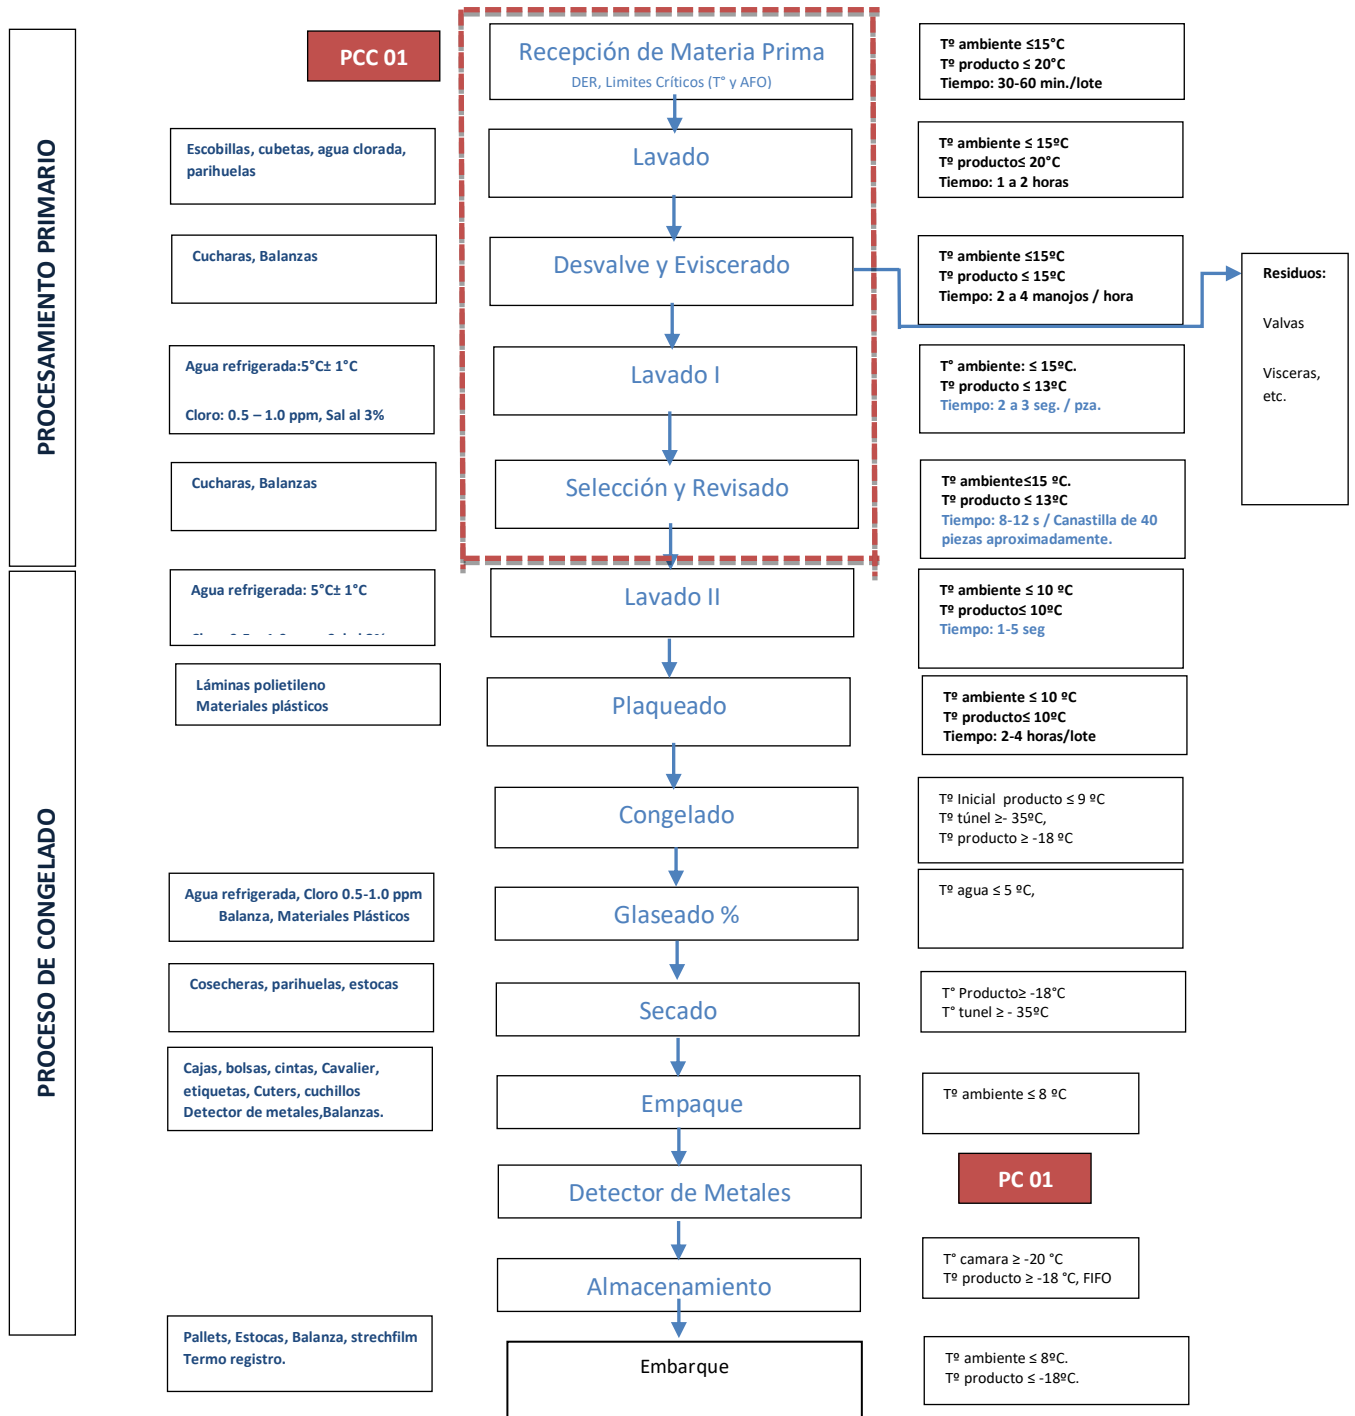 PROCESAMIENTO PRIMARIO
PCC 01
Recepción de Materia Prima
DER, Limites Críticos (T° y AFO)
Tº ambiente ≤15°C
Tº producto ≤ 20°C
Tiempo: 30-60 min./lote
Escobillas, cubetas, agua clorada,
parihuelas
Lavado
Tº ambiente ≤ 15ºC
Tº producto≤ 20°C
Tiempo: 1 a 2 horas
Cucharas, Balanzas
Desvalve y Eviscerado
Tº ambiente ≤15ºC
Tº producto ≤ 15ºC
Tiempo: 2 a 4 manojos / hora
Residuos:
Valvas
Visceras,
etc.
Agua refrigerada:5°C± 1°C
Cloro: 0.5 – 1.0 ppm, Sal al 3%
Lavado I
T° ambiente: ≤ 15ºC.
Tº producto ≤ 13ºC
Tiempo: 2 a 3 seg. / pza.
Cucharas, Balanzas
Selección y Revisado
Tº ambiente≤15 ºC.
Tº producto ≤ 13ºC
Tiempo: 8-12 s / Canastilla de 40
piezas aproximadamente.
PROCESO DE CONGELADO
Agua refrigerada: 5°C± 1°C
Lavado II
Tº ambiente ≤ 10 ºC
Tº producto≤ 10ºC
Tiempo: 1-5 seg
Láminas polietileno
Materiales plásticos
Plaqueado
Tº ambiente ≤ 10 ºC
Tº producto≤ 10ºC
Tiempo: 2-4 horas/lote
Congelado
Tº Inicial producto ≤ 9 ºC
Tº túnel ≥- 35ºC,
Tº producto ≥ -18 ºC
Agua refrigerada, Cloro 0.5-1.0 ppm
Balanza, Materiales Plásticos
Glaseado %
Tº agua ≤ 5 ºC,
Cosecheras, parihuelas, estocas
Secado
T° Producto≥ -18°C
T° tunel ≥ - 35ºC
Cajas, bolsas, cintas, Cavalier,
etiquetas, Cuters, cuchillos
Detector de metales,Balanzas.
Empaque
Tº ambiente ≤ 8 ºC
Detector de Metales
PC 01
Almacenamiento
T° camara ≥ -20 °C
Tº producto ≥ -18 °C, FIFO
Pallets, Estocas, Balanza, strechfilm
Termo registro.
Embarque
Tº ambiente ≤ 8ºC.
Tº producto ≤ -18ºC.